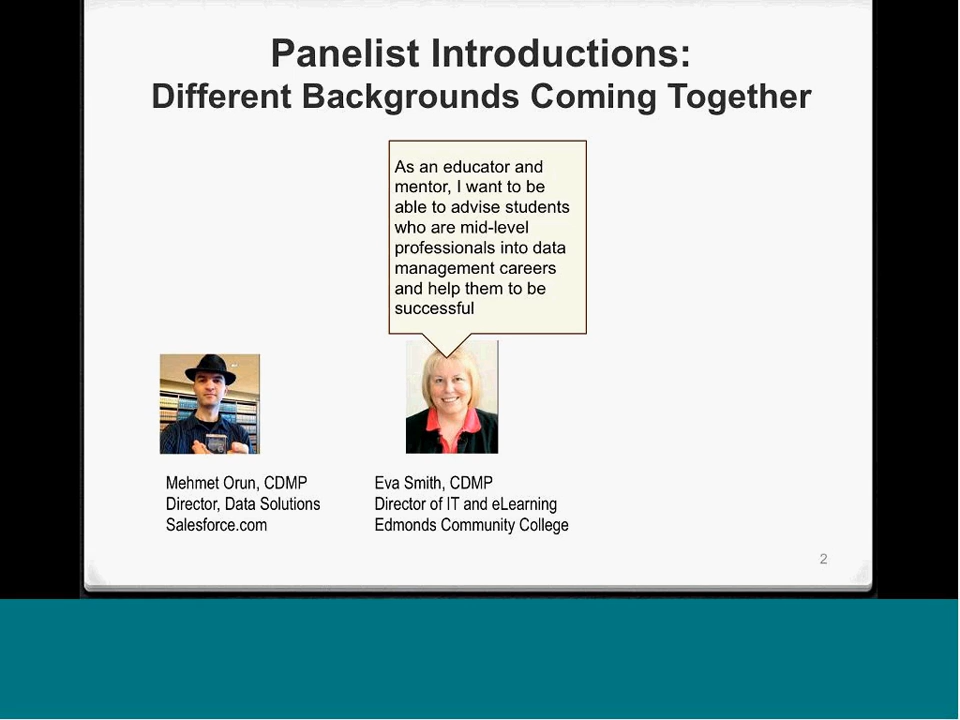 Panelist Introductions:
Different Backgrounds Coming Together
As an educator and
mentor, I want to be
able to advise students
who are mid-level
professionals into data
management careers
and help them to be
successful
Mehmet Orun, CDMP
Director, Data Solutions
Salesforce.com
Eva Smith, CDMP
Director of IT and eLearning
Edmonds Community College
2